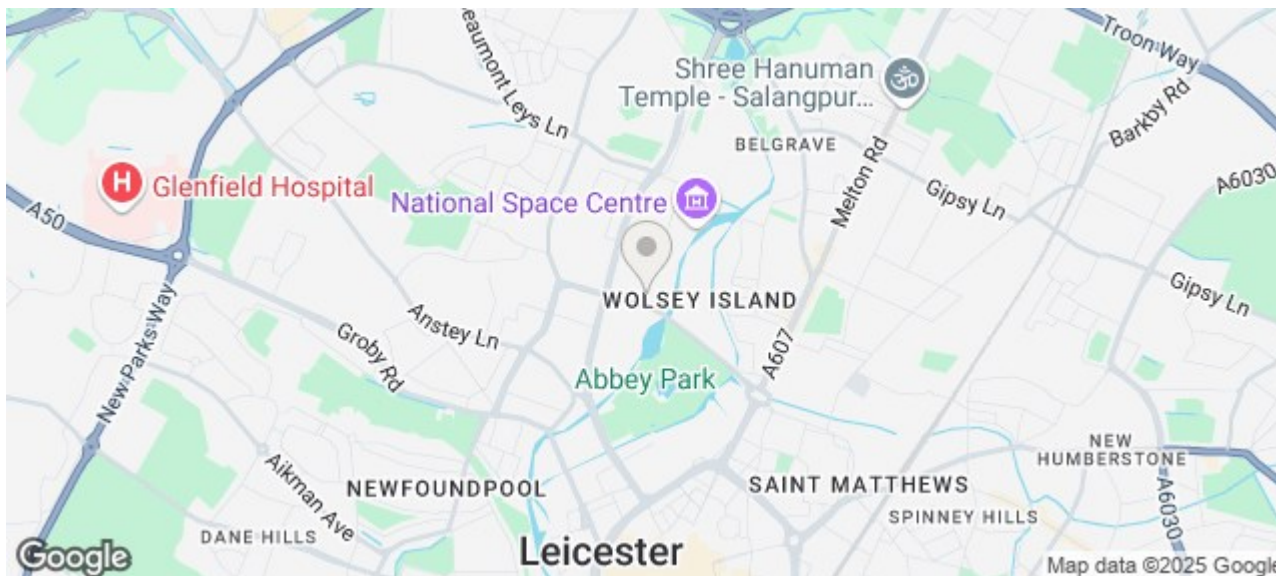 Beaumont Leys Ln
Troon Way
Shree Hanuman
Temple - Salangpur...
Barkby Rd
BELGRAVE
Melton Rd
A6030
Glenfield Hospital
H
National Space Centre
Gipsy Ln
A50
WOLSEY ISLAND
Gipsy Ln
New Parks Way
Anstey Ln
Groby Rd
A607
Abbey Park
Aikman Ave
NEWFOUNDPOOL
SAINT MATTHEWS
NEW
HUMBERSTONE
A6030
SPINNEY HILLS
DANE HILLS
Leicester
Google
Map data ©2025 Google